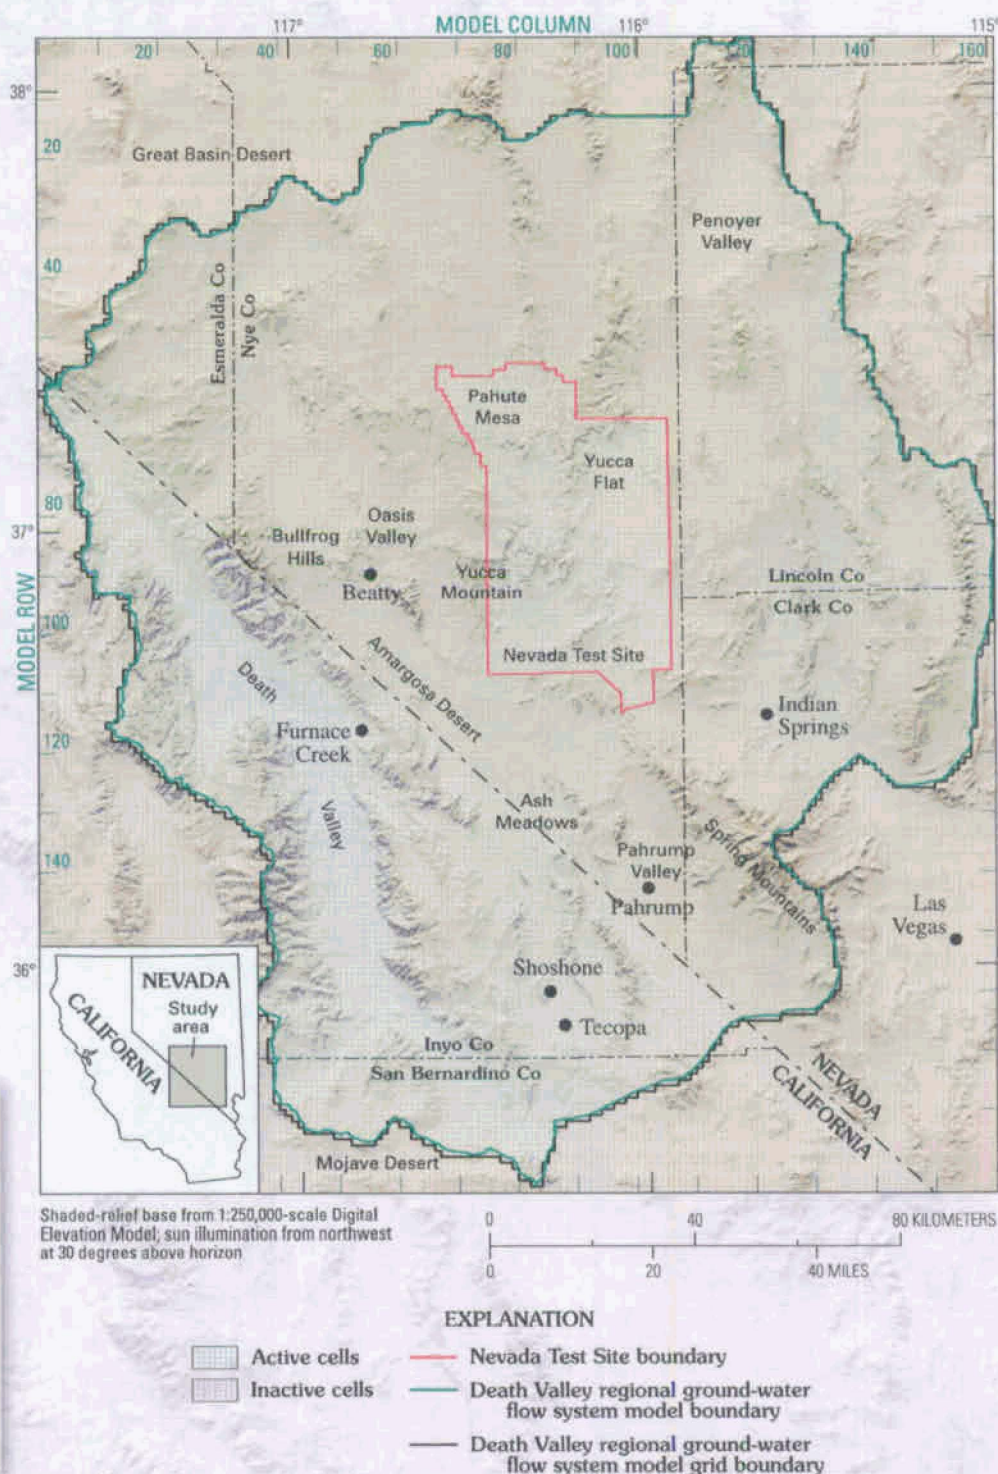 MODEL COLUMN
117°
116°
115°
20
40
60
80
100
120
140
160
38°
20
40
80
37°
100
120
140
36°
MODEL ROW
Great Basin Desert
Penoyer
Valley
Esmeralda Co
Nye Co
Pahute
Mesa
Yucca
Flat
Oasis
Valley
Bullfrog
Hills
Beatty
Yucca
Mountain
Lincoln Co
Clark Co
Nevada Test Site
Amargosa Desert
Death
Valley
Furnace
Creek
Indian
Springs
Ash
Meadows
Pahrump
Valley
Pahrump
Spring Mountains
Las
Vegas
Shoshone
Tecopa
Inyo Co
San Bernardino Co
NEVADA
CALIFORNIA
Mojave Desert
NEVADA
Study
area
CALIFORNIA
Shaded-relief base from 1:250,000-scale Digital
Elevation Model; sun illumination from northwest
at 30 degrees above horizon
0 40 80 KILOMETERS
0 20 40 MILES
EXPLANATION
Active cells
Inactive cells
Nevada Test Site boundary
Death Valley regional ground-water
flow system model boundary
Death Valley regional ground-water
flow system model grid boundary